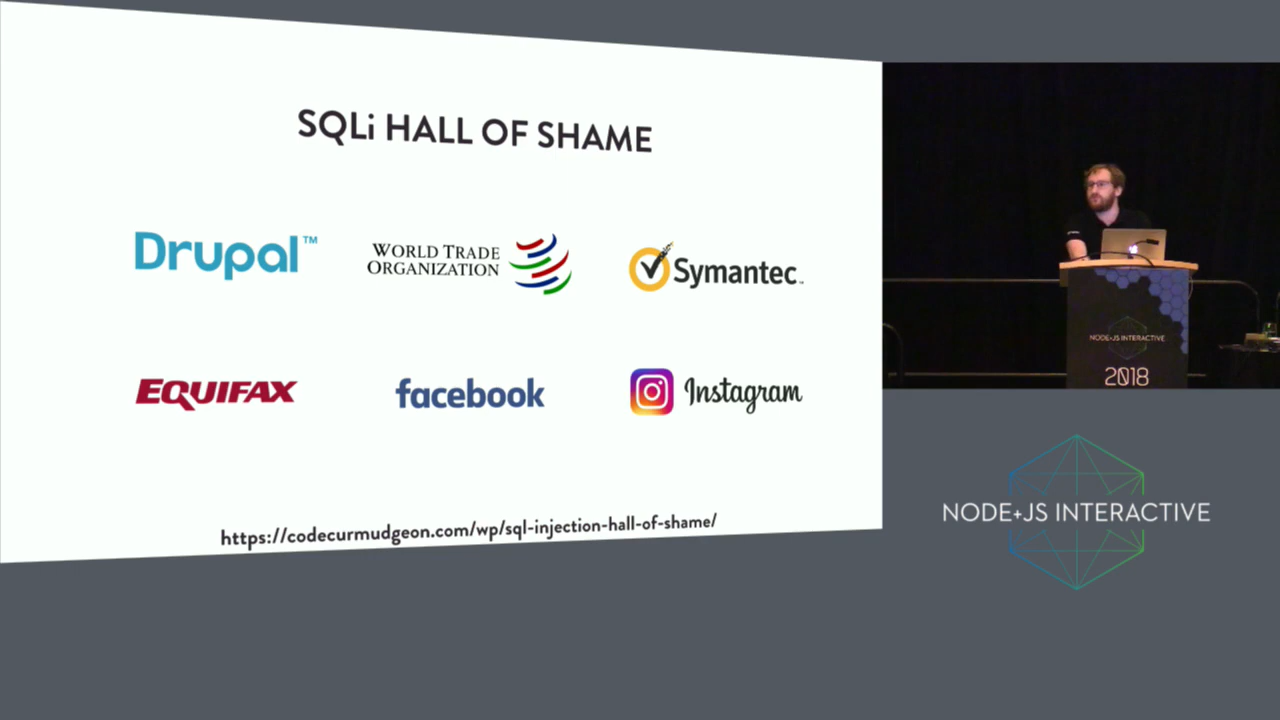 SQLi HALL OF SHAME
Drupal™
WORLD TRADE
ORGANIZATION
Symantec™
EQUIFAX
facebook
Instagram
https://codecurmudgeon.com/wp/sql-injection-hall-of-shame/
NODE+JS INTERACTIVE
2018
NODE+JS INTERACTIVE